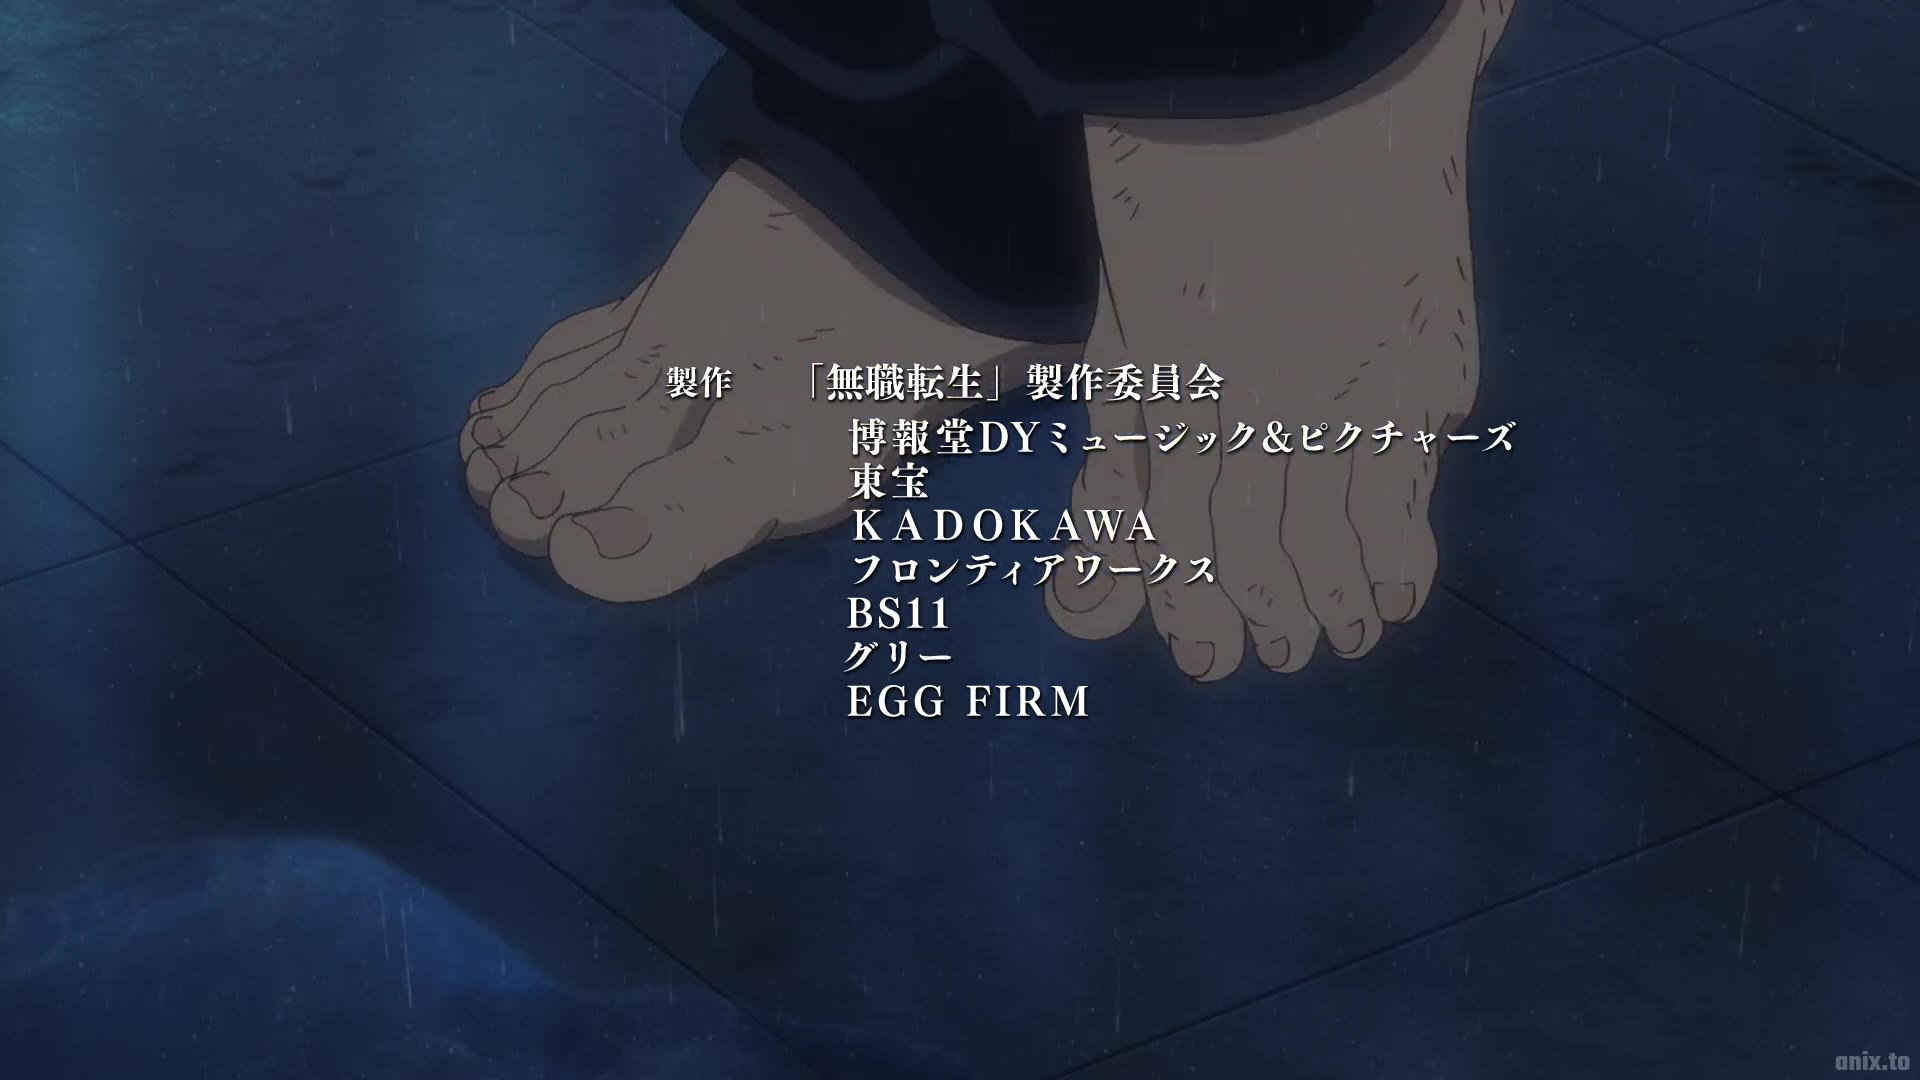 製作　「無職転生」製作委員会
博報堂DYミュージック&ピクチャーズ
東宝
KADOKAWA
フロンティアワークス
BS11
グリー
EGG FIRM
anix.to